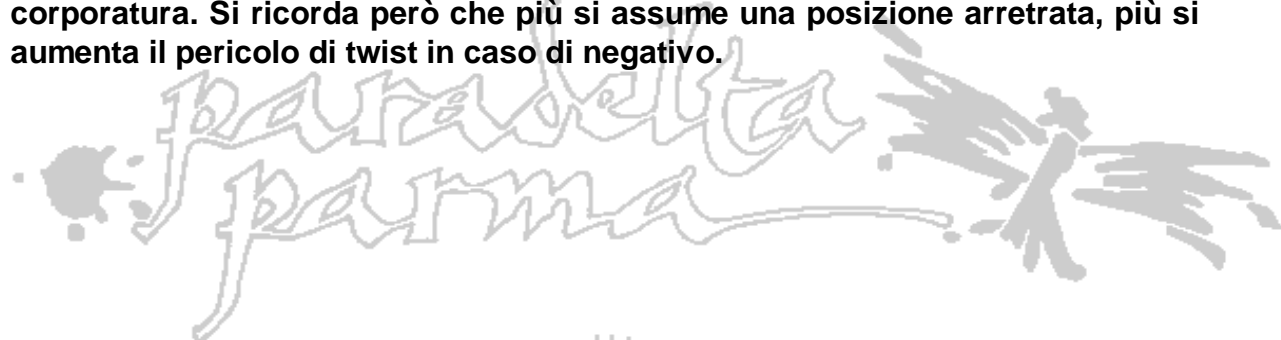 corporatura. Si ricorda però che più si assume una posizione arretrata, più si
aumenta il pericolo di twist in caso di negativo.
paradelta
parma